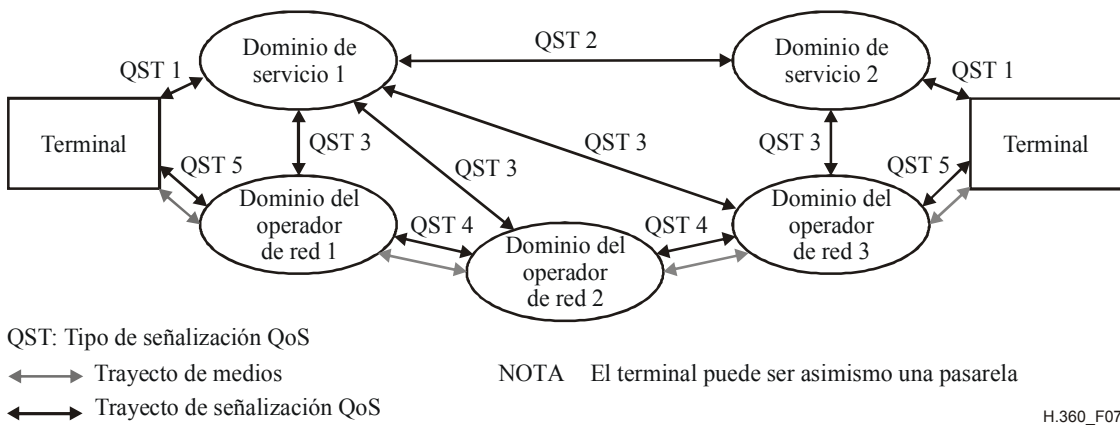 Dominio de
servicio 1
QST 2
Dominio de
servicio 2
QST 1
QST 1
Terminal
QST 3
QST 3
QST 3
QST 3
Terminal
QST 5
QST 5
Dominio del
operador
de red 1
QST 4
Dominio del
operador
de red 2
QST 4
Dominio del
operador
de red 3
QST: Tipo de señalización QoS
Trayecto de medios
NOTA El terminal puede ser asimismo una pasarela
Trayecto de señalización QoS
H.360_F07